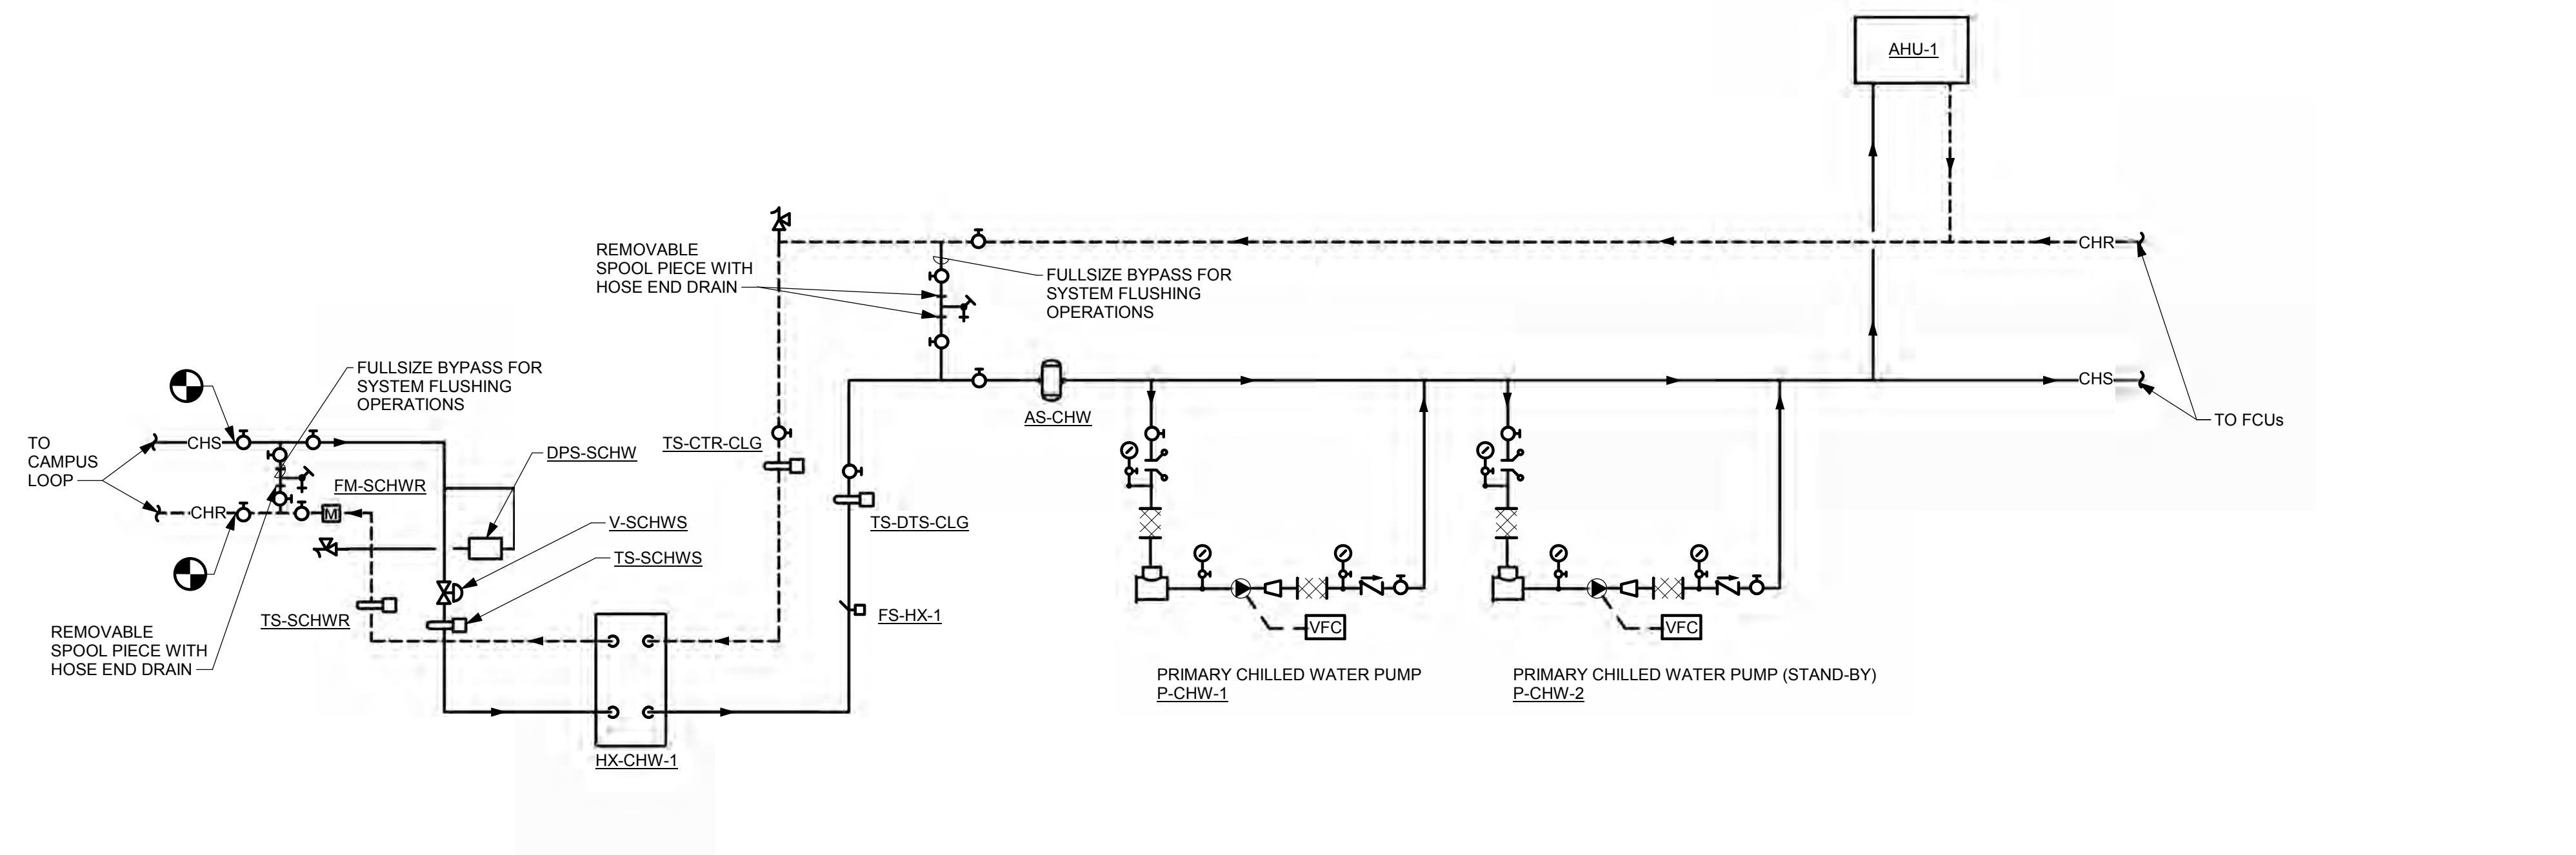 AHU-1
REMOVABLE
SPOOL PIECE WITH
HOSE END DRAIN
FULLSIZE BYPASS FOR
SYSTEM FLUSHING
OPERATIONS
CHR
TO FCUs
CHS
AS-CHW
FULLSIZE BYPASS FOR
SYSTEM FLUSHING
OPERATIONS
TO
CAMPUS
LOOP
CHS
CHR
FM-SCHWR
M
DPS-SCHW
V-SCHWS
TS-SCHWS
TS-CTR-CLG
TS-DTS-CLG
FS-HX-1
TS-SCHWR
REMOVABLE
SPOOL PIECE WITH
HOSE END DRAIN
HX-CHW-1
VFC
PRIMARY CHILLED WATER PUMP
P-CHW-1
VFC
PRIMARY CHILLED WATER PUMP (STAND-BY)
P-CHW-2